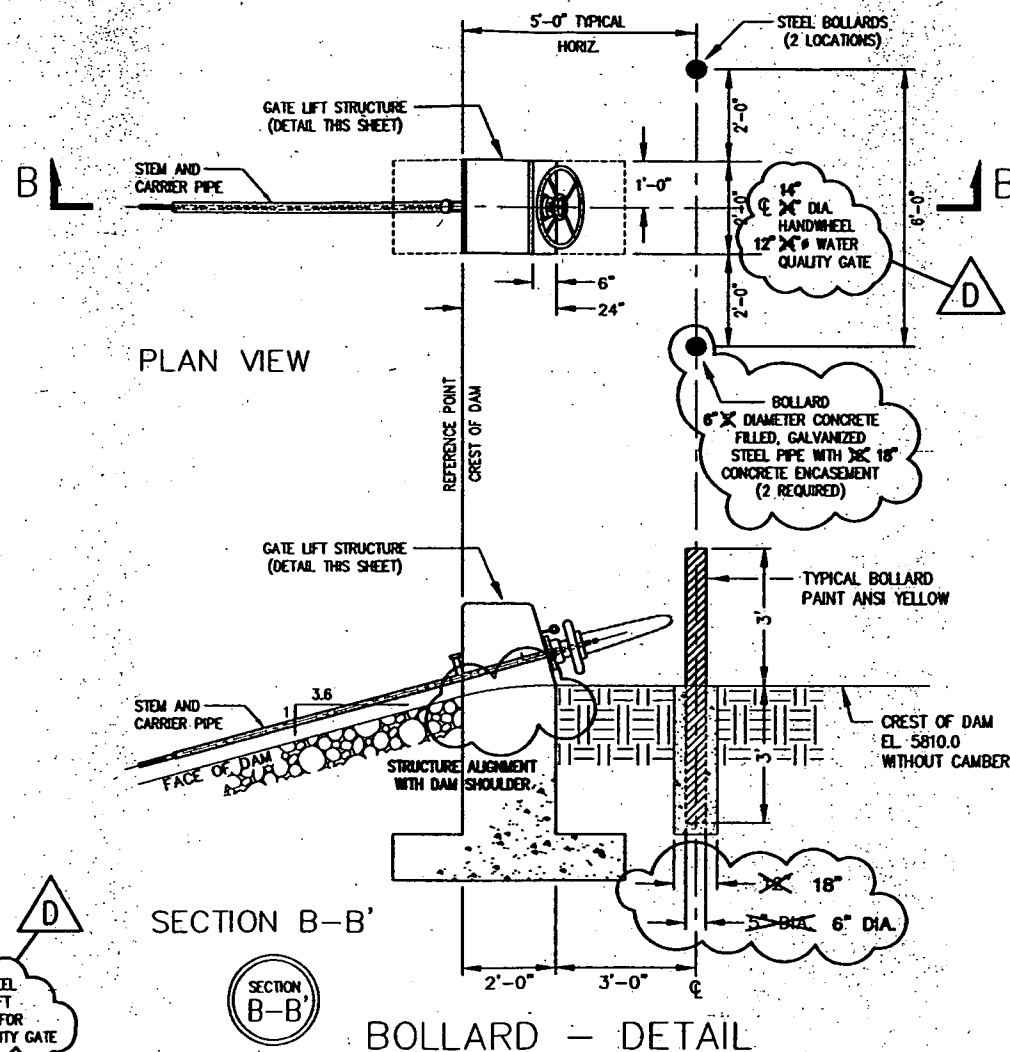 5'-0" TYPICAL
HORIZ.
STEEL BOLLARDS
(2 LOCATIONS)
GATE LIFT STRUCTURE
(DETAIL THIS SHEET)
STEM AND
CARRIER PIPE
B
B
2'-0"
1'-0"
2'-0"
6'-0"
14"
℄ DIA.
HANDWHEEL
12" ø WATER
QUALITY GATE
D
6"
24"
2'-0"
PLAN VIEW
REFERENCE POINT
CREST OF DAM
BOLLARD
6" DIAMETER CONCRETE
FILLED, GALVANIZED
STEEL PIPE WITH 18"
CONCRETE ENCASEMENT
(2 REQUIRED)
GATE LIFT STRUCTURE
(DETAIL THIS SHEET)
TYPICAL BOLLARD
PAINT ANSI YELLOW
3'
STEM AND
CARRIER PIPE
3.6
1
FACE OF DAM
STRUCTURE ALIGNMENT
WITH DAM SHOULDER
3'
CREST OF DAM
EL. 5810.0
WITHOUT CAMBER
12" 18"
5" DIA. 6" DIA.
D
SECTION B-B'
SECTION
B-B'
FOR
GATE
2'-0"
3'-0"
℄
BOLLARD - DETAIL